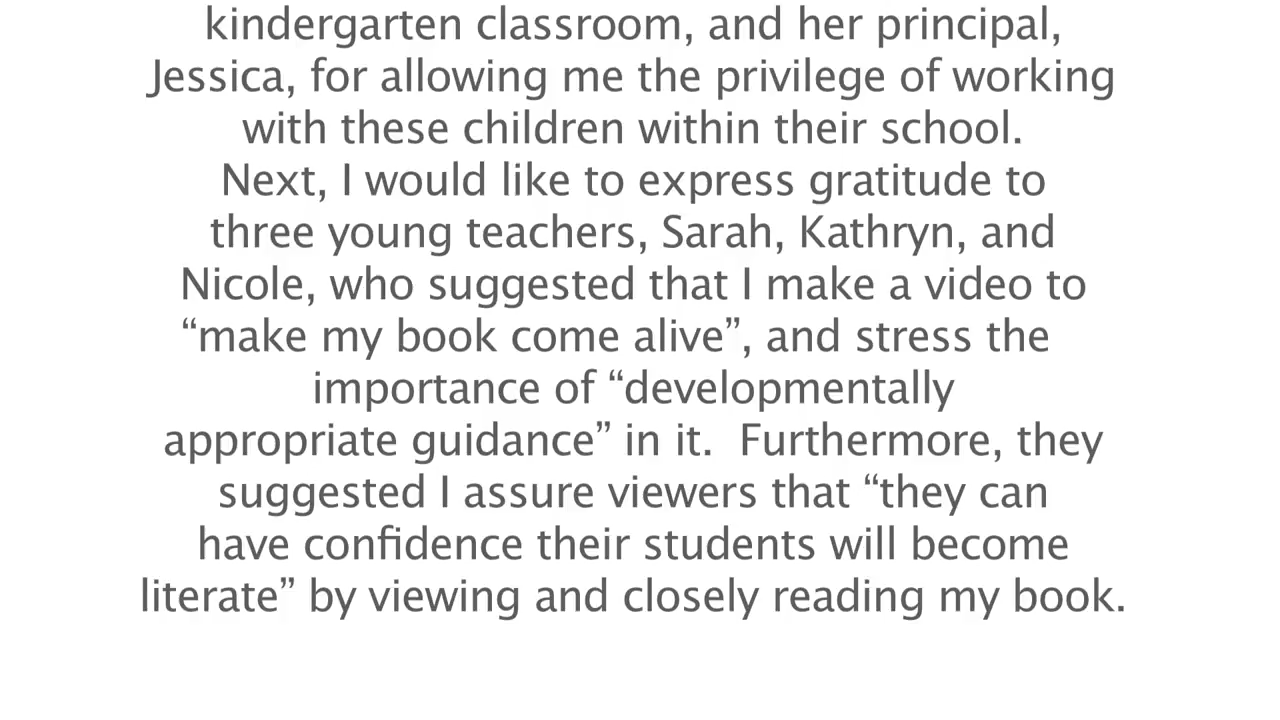 kindergarten classroom, and her principal,
Jessica, for allowing me the privilege of working
with these children within their school.
Next, I would like to express gratitude to
three young teachers, Sarah, Kathryn, and
Nicole, who suggested that I make a video to
“make my book come alive”, and stress the
importance of “developmentally
appropriate guidance” in it.  Furthermore, they
suggested I assure viewers that “they can
have confidence their students will become
literate” by viewing and closely reading my book.